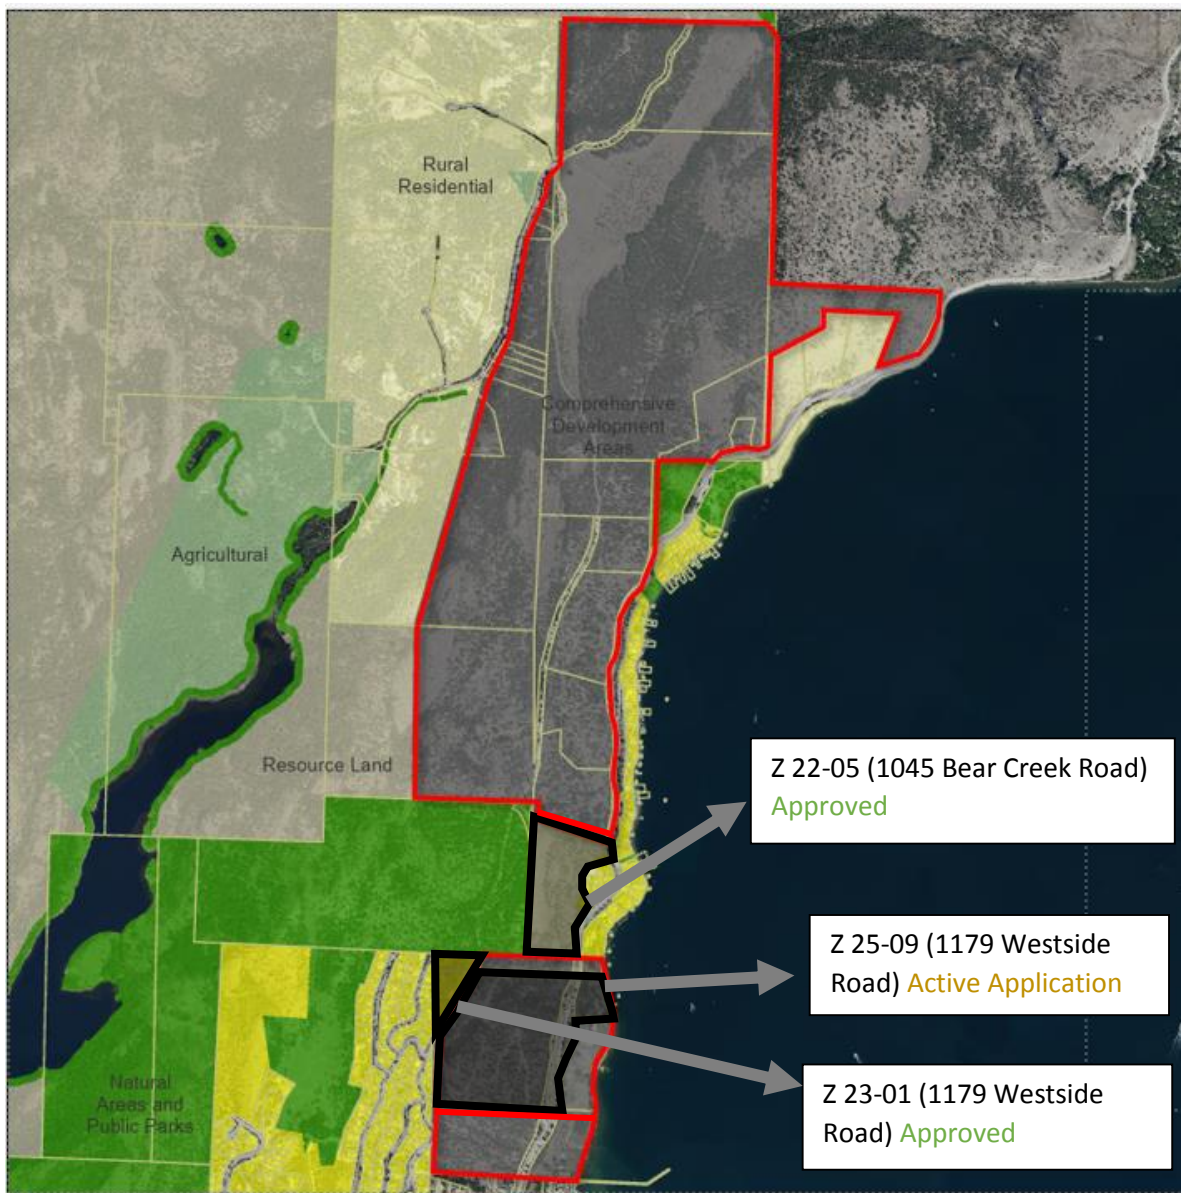 Rural
Residential
Comprehensive
Development
Areas
Agricultural
Resource Land
Z 22-05 (1045 Bear Creek Road)
Approved
Z 25-09 (1179 Westside
Road) Active Application
Z 23-01 (1179 Westside
Road) Approved
Natural
Areas and
Public Parks